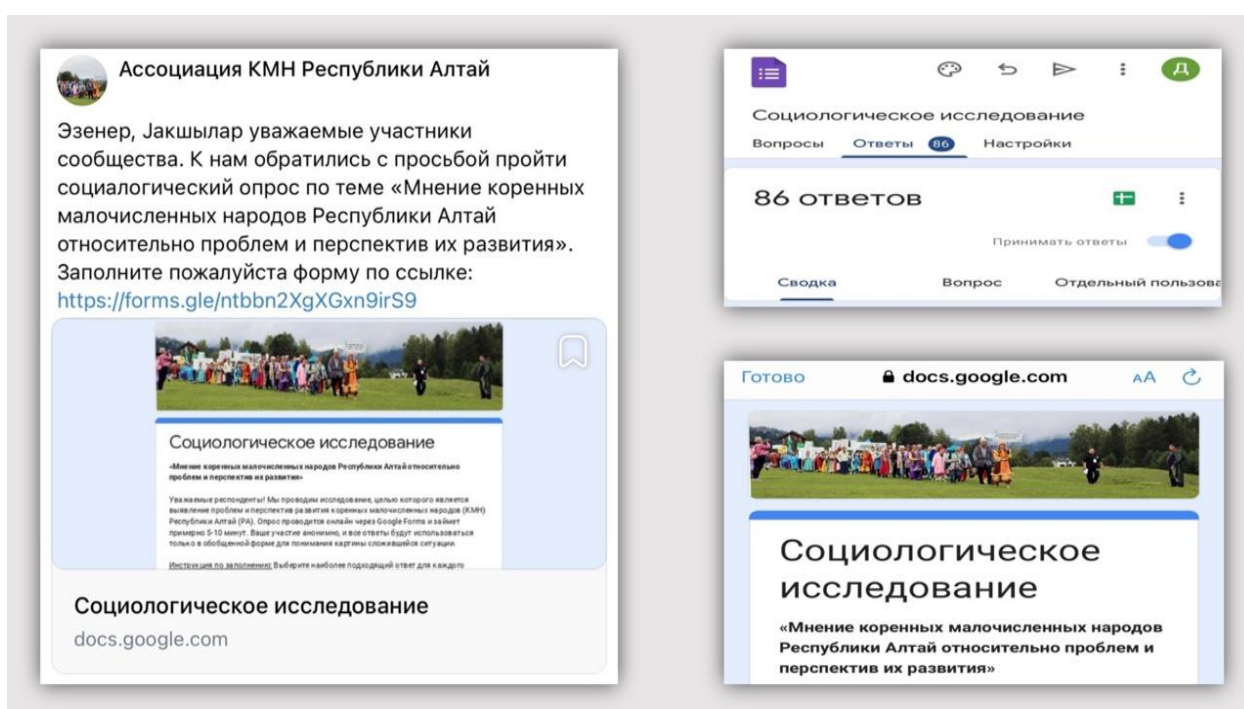 Ассоциация КМН Республики Алтай
Эзенер, Јакшылар уважаемые участники
сообщества. К нам обратились с просьбой пройти
социалогический опрос по теме «Мнение коренных
малочисленных народов Республики Алтай
относительно проблем и перспектив их развития».
Заполните пожалуйста форму по ссылке:
https://forms.gle/ntbbn2XgXGxn9irS9
Социологическое исследование
«Мнение коренных малочисленных народов Республики Алтай относительно
проблем и перспектив их развития»
Уважаемые респонденты! Мы проводим исследование, целью которого является
выявление проблем и перспектив развития коренных малочисленных народов (КМН)
Республики Алтай (РА). Опрос проводится онлайн через Google Forms и займет
примерно 5-10 минут. Ваше участие анонимно, и все ответы будут использоваться
только в обобщенной форме для понимания картины сложившейся ситуации.
Инструкция по заполнению: Выберите наиболее подходящий ответ для каждого
Социологическое исследование
docs.google.com
Д
Социологическое исследование
Вопросы Ответы 86 Настройки
86 ответов
Принимать ответы
Сводка Вопрос Отдельный пользова
Готово docs.google.com AA
Социологическое
исследование
«Мнение коренных малочисленных народов
Республики Алтай относительно проблем и
перспектив их развития»